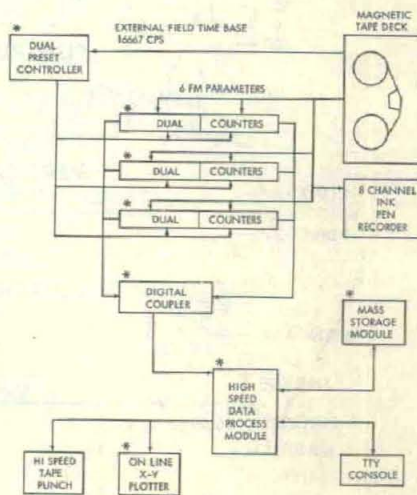 MAGNETIC
TAPE DECK
EXTERNAL FIELD TIME BASE
16667 CPS
*
DUAL
PRESET
CONTROLLER
6 FM PARAMETERS
*
DUAL COUNTERS
*
DUAL COUNTERS
*
DUAL COUNTERS
8 CHANNEL
INK
PEN
RECORDER
*
DIGITAL
COUPLER
*
MASS
STORAGE
MODULE
*
HIGH
SPEED
DATA
PROCESS
MODULE
HI SPEED
TAPE
PUNCH
*
ON LINE
X-Y
PLOTTER
TTY
CONSOLE